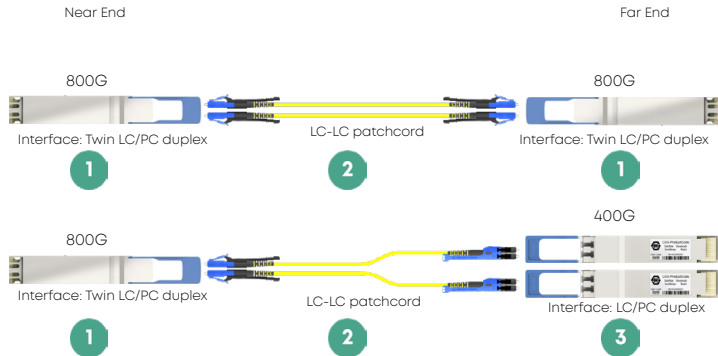 Near End
Far End
800G
800G
Interface: Twin LC/PC duplex
LC-LC patchcord
Interface: Twin LC/PC duplex
1
2
1
800G
400G
Interface: Twin LC/PC duplex
LC-LC patchcord
Interface: LC/PC duplex
1
2
3